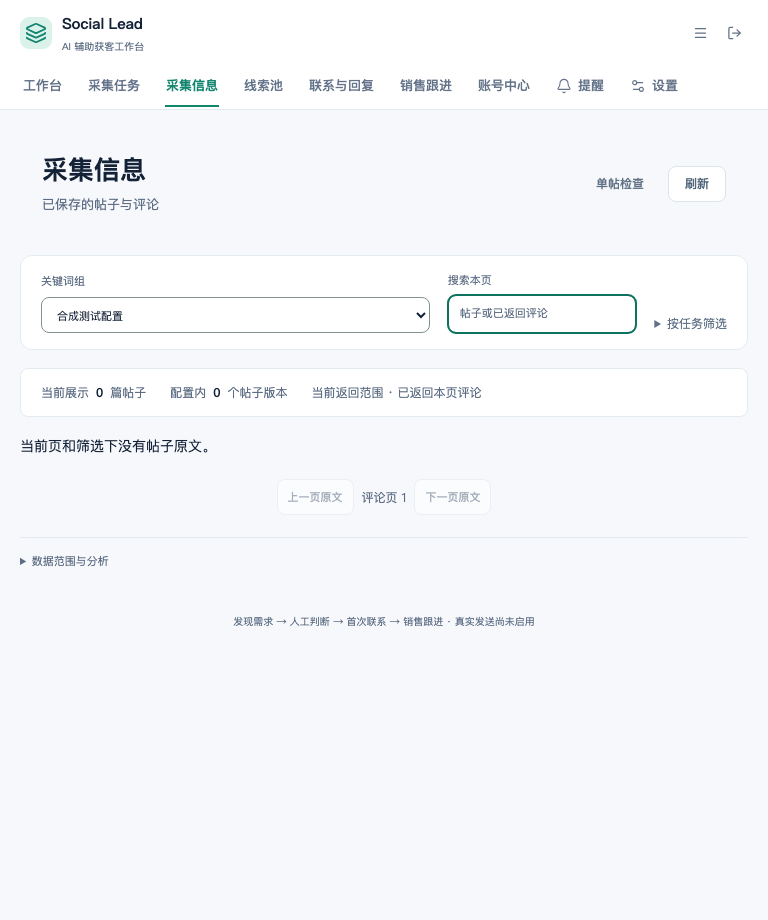 Social Lead
AI 辅助获客工作台
工作台 采集任务 采集信息 线索池 联系与回复 销售跟进 账号中心 提醒 设置
采集信息
已保存的帖子与评论
单帖检查 刷新
关键词组
合成测试配置
搜索本页
帖子或已返回评论
按任务筛选
当前展示 0 篇帖子 配置内 0 个帖子版本 当前返回范围 · 已返回本页评论
当前页和筛选下没有帖子原文。
上一页原文 评论页 1 下一页原文
数据范围与分析
发现需求 → 人工判断 → 首次联系 → 销售跟进 · 真实发送尚未启用